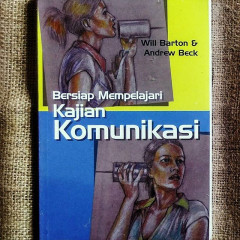 Will Barton &
Andrew Beck
Bersiap Mempelajari
Kajian
Komunikasi